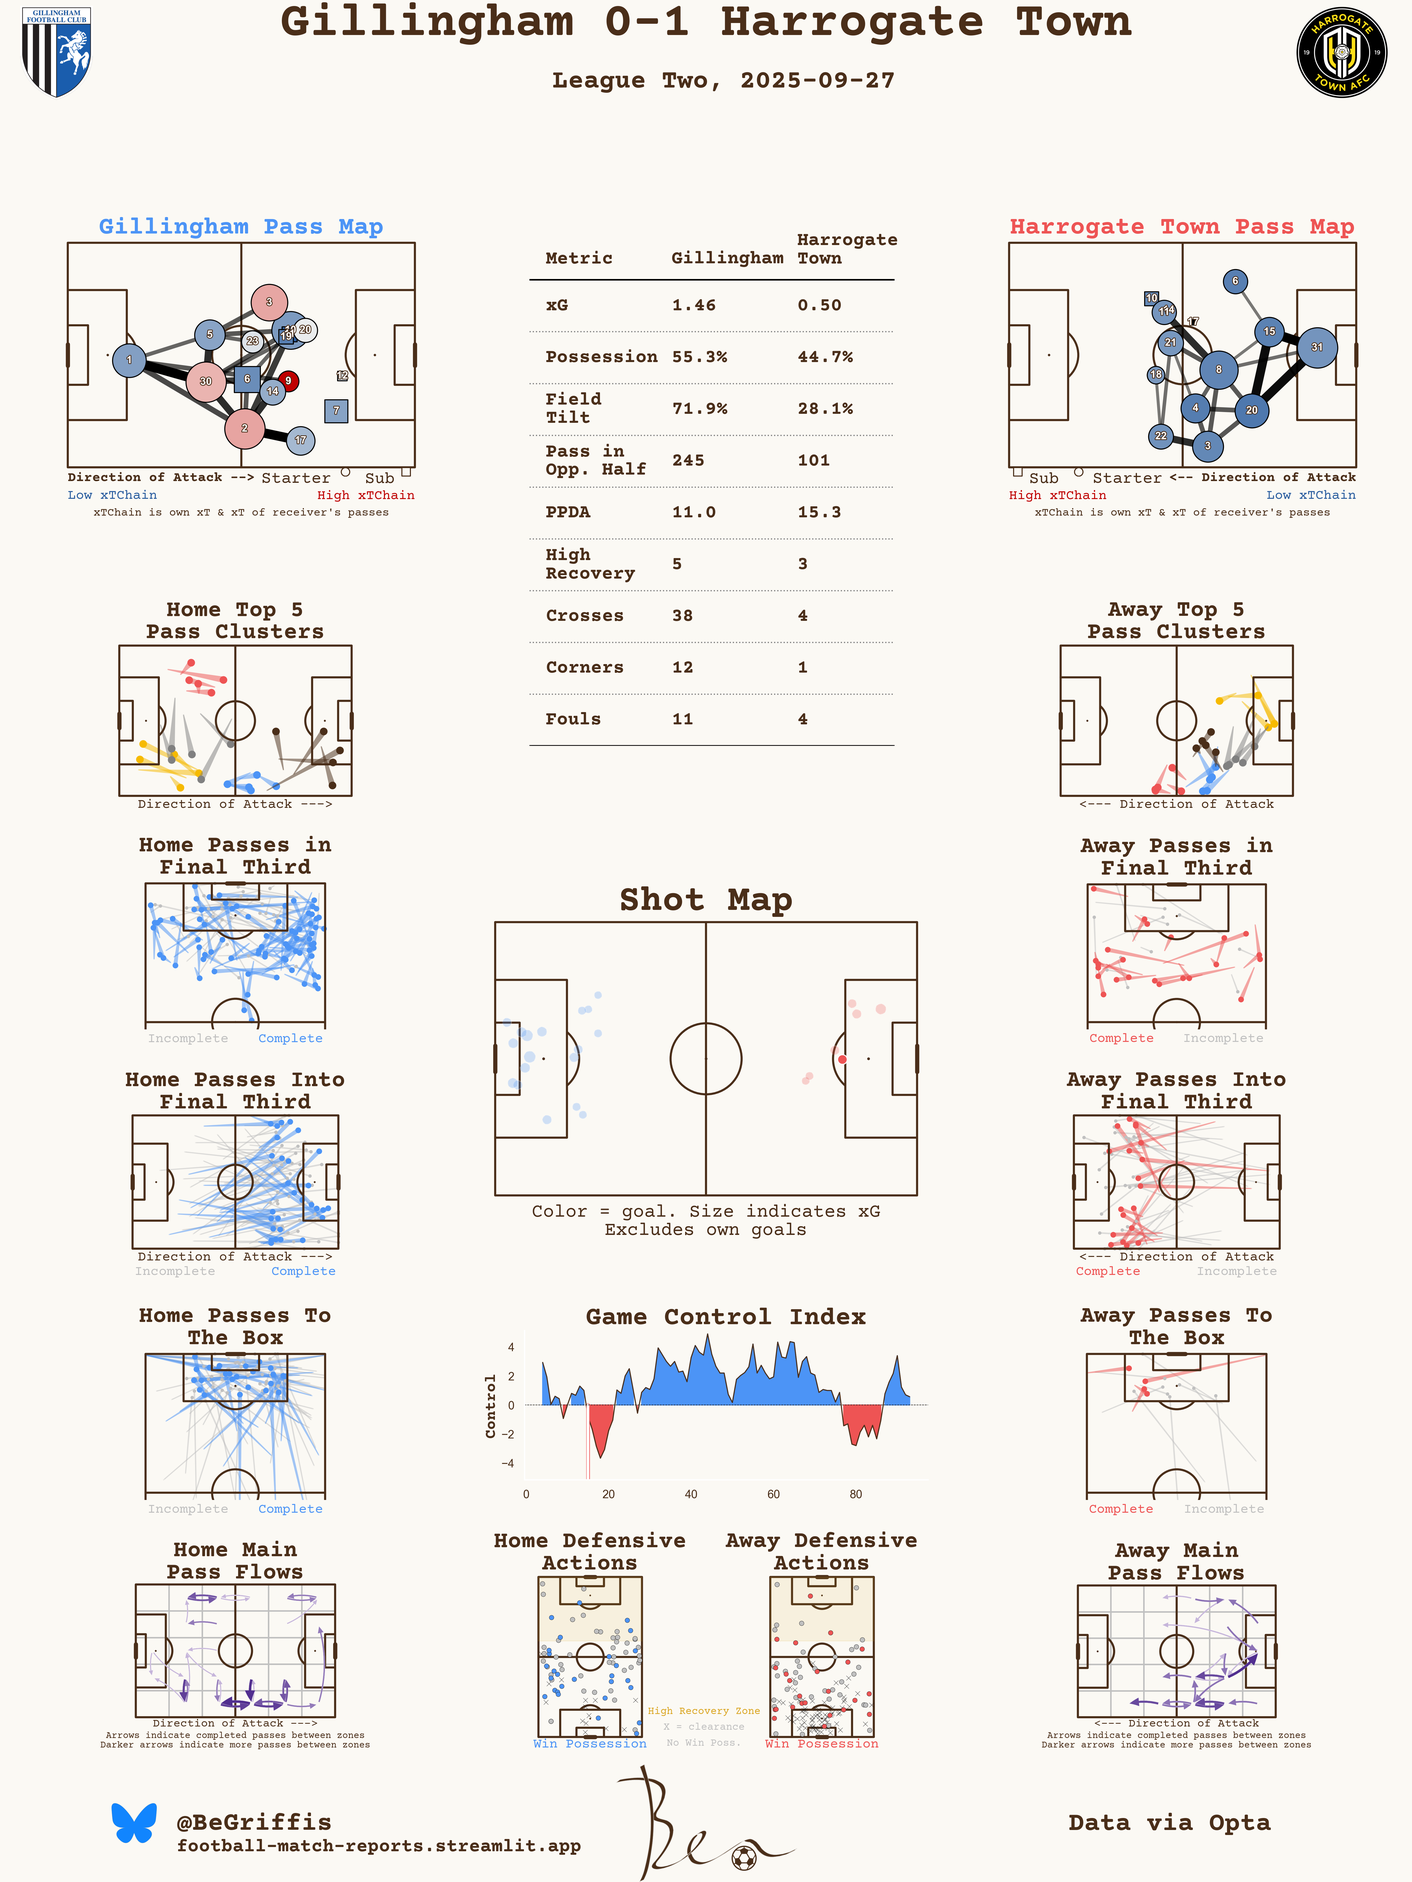 GILLINGHAM
FOOTBALL CLUB
Gillingham 0-1 Harrogate Town
League Two, 2025-09-27
HARROGATE
19 19
TOWN AFC
Gillingham Pass Map
1
5
30
3
23
19
20
6
9
14
2
17
12
7
Direction of Attack --> Starter Sub
Low xTChain High xTChain
xTChain is own xT & xT of receiver's passes
Metric Gillingham Harrogate Town
xG 1.46 0.50
Possession 55.3% 44.7%
Field Tilt 71.9% 28.1%
Pass in Opp. Half 245 101
PPDA 11.0 15.3
High Recovery 5 3
Crosses 38 4
Corners 12 1
Fouls 11 4
Harrogate Town Pass Map
6
10
11
17
15
31
21
18
8
4
20
22
3
Sub Starter <-- Direction of Attack
High xTChain Low xTChain
xTChain is own xT & xT of receiver's passes
Home Top 5
Pass Clusters
Direction of Attack --->
Away Top 5
Pass Clusters
<--- Direction of Attack
Home Passes in
Final Third
Incomplete Complete
Away Passes in
Final Third
Complete Incomplete
Shot Map
Color = goal. Size indicates xG
Excludes own goals
Home Passes Into
Final Third
Direction of Attack --->
Incomplete Complete
Away Passes Into
Final Third
<--- Direction of Attack
Complete Incomplete
Home Passes To
The Box
Incomplete Complete
Game Control Index
Control
4
2
0
−2
−4
0 20 40 60 80
Away Passes To
The Box
Complete Incomplete
Home Main
Pass Flows
Direction of Attack --->
Arrows indicate completed passes between zones
Darker arrows indicate more passes between zones
Home Defensive
Actions
Win Possession
High Recovery Zone
X = clearance
No Win Poss.
Away Defensive
Actions
Win Possession
Away Main
Pass Flows
<--- Direction of Attack
Arrows indicate completed passes between zones
Darker arrows indicate more passes between zones
@BeGriffis
football-match-reports.streamlit.app
Ben
Data via Opta